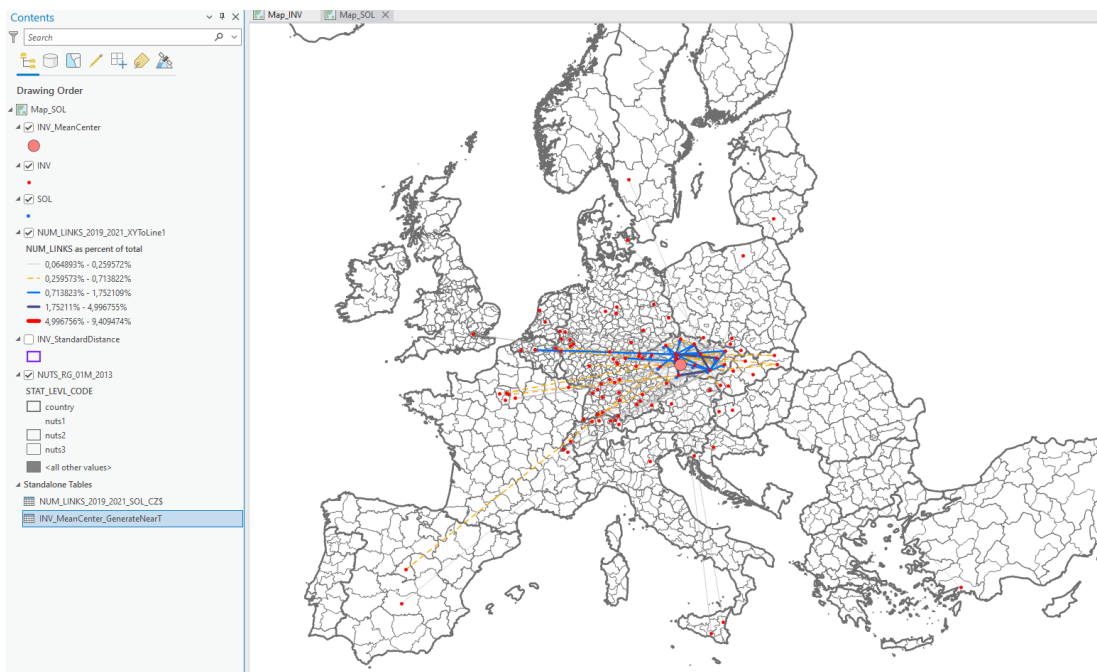 Contents
Map_INV
Map_SOL
Search
Drawing Order
Map_SOL
INV_MeanCenter
INV
SOL
NUM_LINKS_2019_2021_XYToLine1
NUM_LINKS as percent of total
0,064893% - 0,259572%
0,259573% - 0,713822%
0,713823% - 1,752109%
1,75211% - 4,996755%
4,996756% - 9,409474%
INV_StandardDistance
NUTS_RG_01M_2013
STAT_LEVL_CODE
country
nuts1
nuts2
nuts3
<all other values>
Standalone Tables
NUM_LINKS_2019_2021_SOL_CZ$
INV_MeanCenter_GenerateNearT